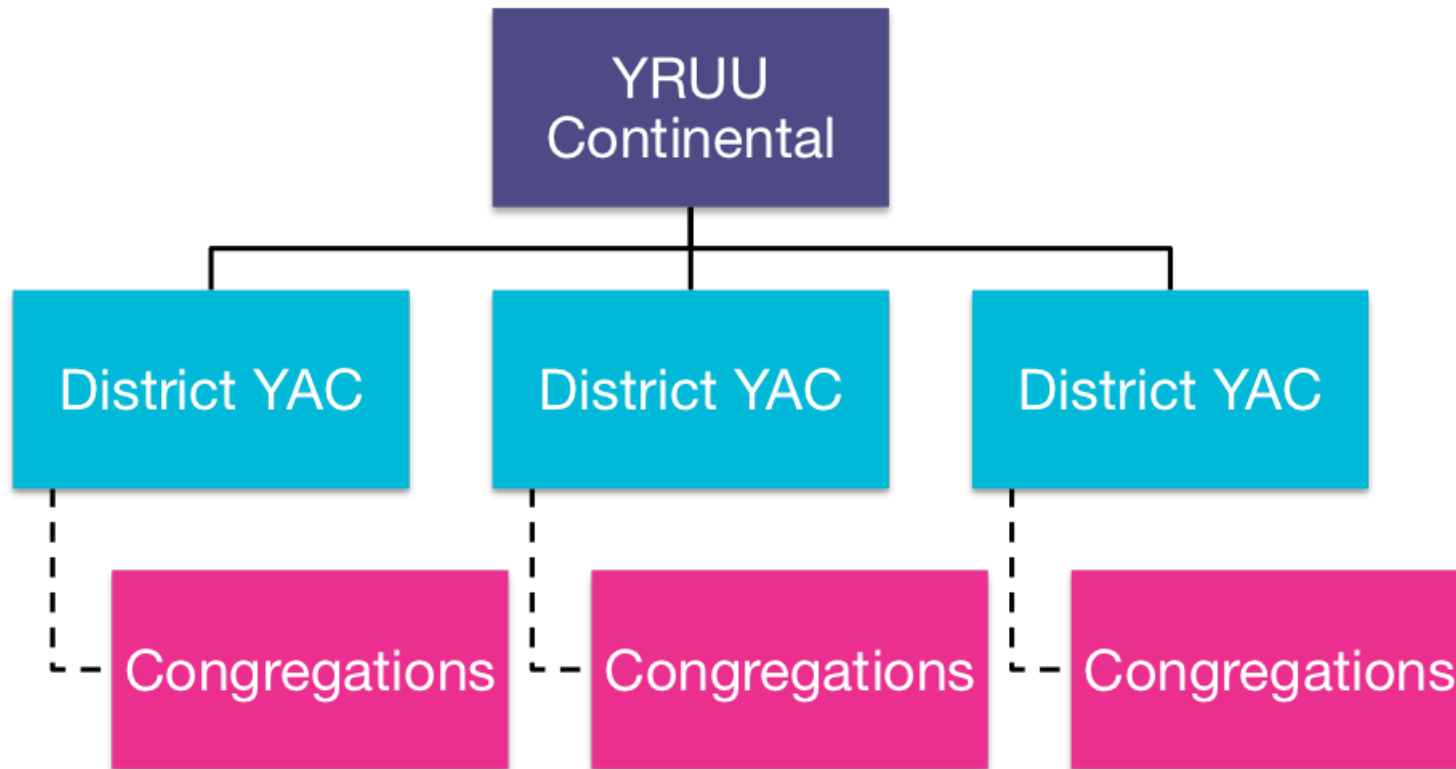 YRUU
Continental
District YAC
District YAC
District YAC
Congregations
Congregations
Congregations